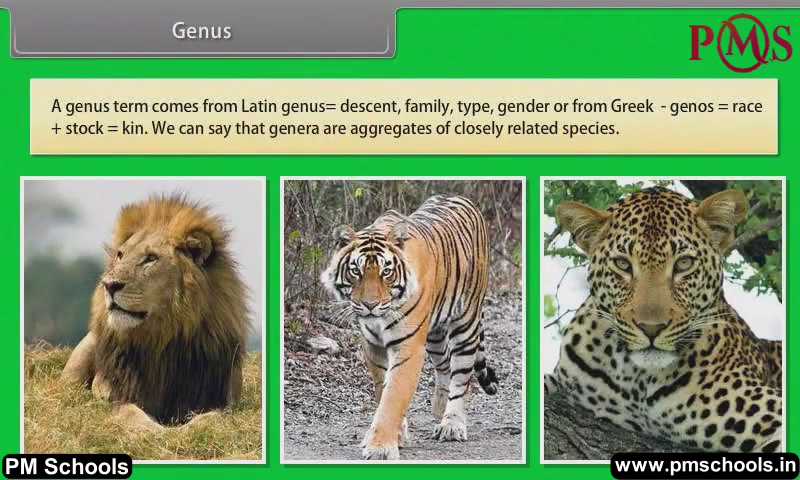 Genus
PMS
A genus term comes from Latin genus= descent, family, type, gender or from Greek - genos = race
+ stock = kin. We can say that genera are aggregates of closely related species.
PM Schools
www.pmschools.in